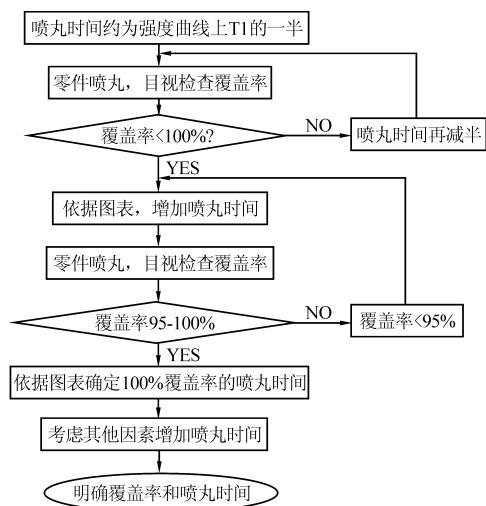 喷丸时间约为强度曲线上T1的一半
零件喷丸，目视检查覆盖率
覆盖率<100%?
NO
喷丸时间再减半
YES
依据图表，增加喷丸时间
零件喷丸，目视检查覆盖率
覆盖率95-100%
NO
覆盖率<95%
YES
依据图表确定100%覆盖率的喷丸时间
考虑其他因素增加喷丸时间
明确覆盖率和喷丸时间